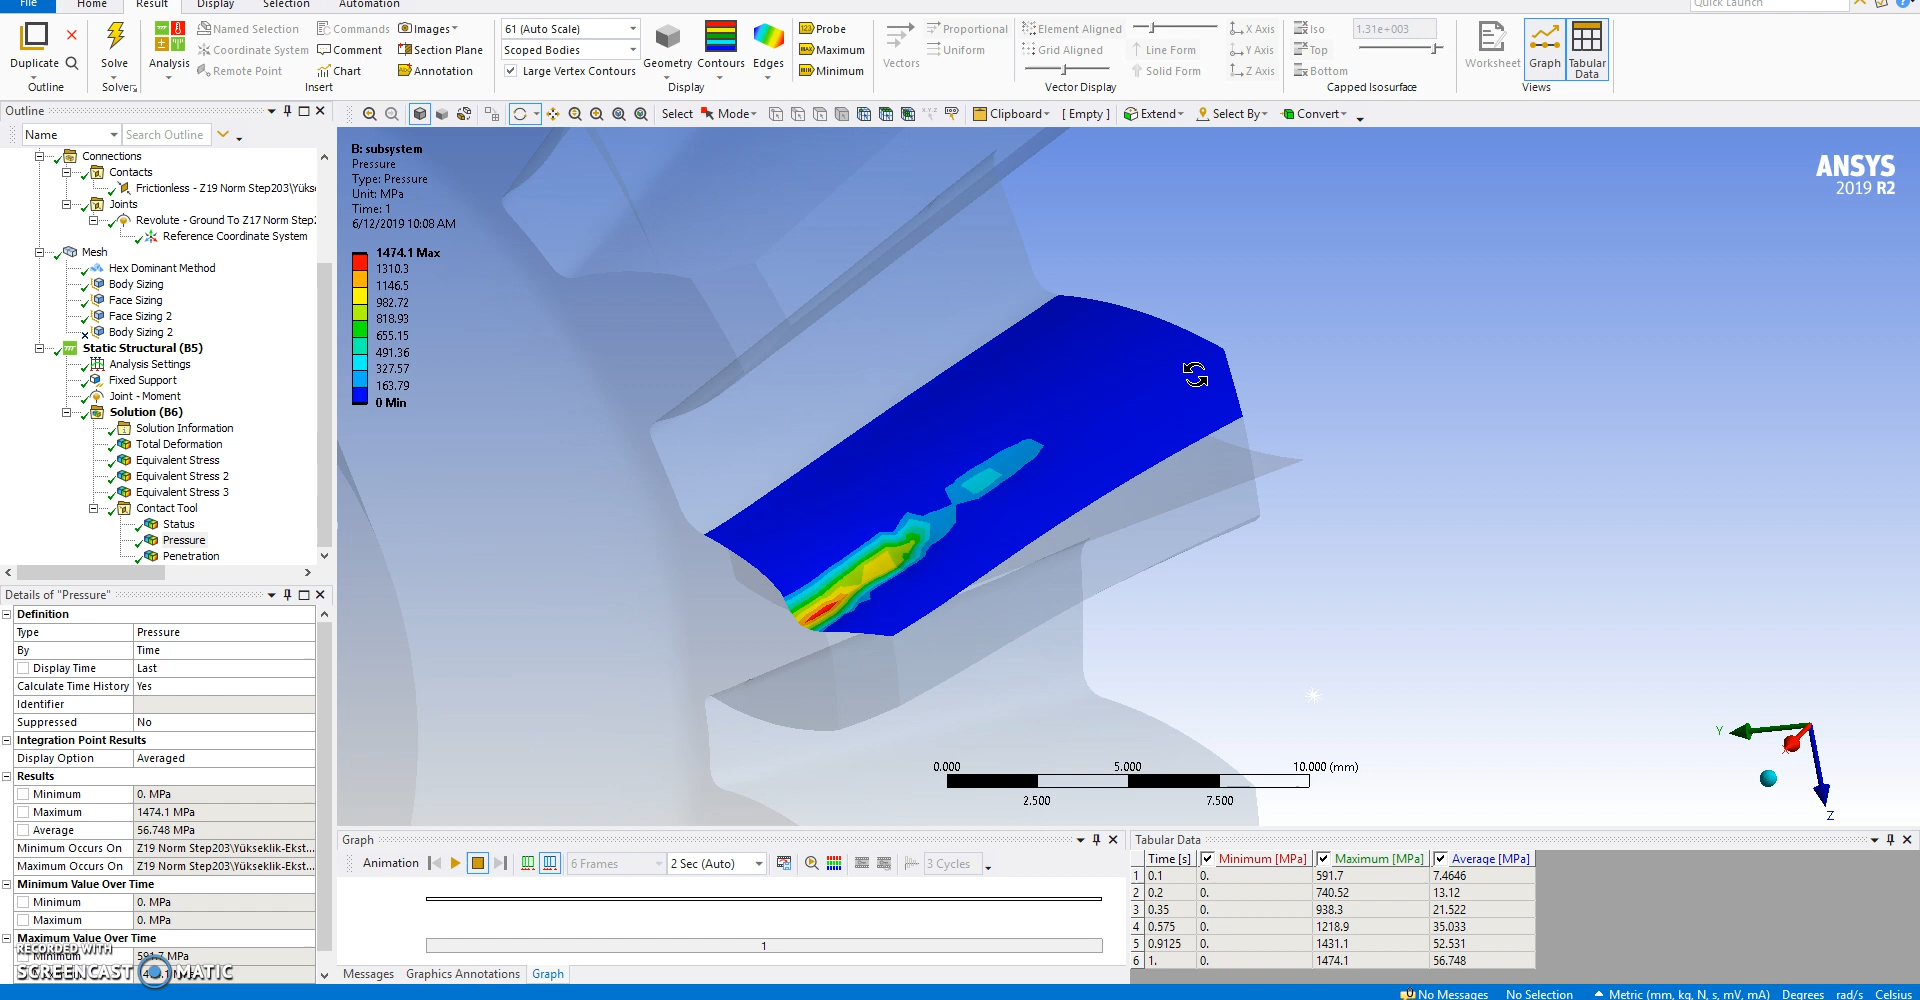 File Home Result Display Selection Automation Quick Launch
Duplicate Solve Analysis Named Selection Commands Images 61 (Auto Scale) Geometry Contours Edges Probe Vectors Proportional Element Aligned X Axis Iso 1.31e+003 Worksheet Graph Tabular Data
Coordinate System Comment Section Plane Scoped Bodies Maximum Uniform Grid Aligned Line Form Y Axis Top
Remote Point Chart Annotation Large Vertex Contours Minimum Solid Form Z Axis Bottom
Outline Solver Insert Display Vector Display Capped Isosurface Views
Outline
Select Mode Clipboard [ Empty ] Extend Select By Convert
Name Search Outline
Connections
Contacts
Frictionless - Z19 Norm Step203\Yüks
Joints
Revolute - Ground To Z17 Norm Step2
Reference Coordinate System
Mesh
Hex Dominant Method
Body Sizing
Face Sizing
Face Sizing 2
Body Sizing 2
Static Structural (B5)
Analysis Settings
Fixed Support
Joint - Moment
Solution (B6)
Solution Information
Total Deformation
Equivalent Stress
Equivalent Stress 2
Equivalent Stress 3
Contact Tool
Status
Pressure
Penetration
B: subsystem
Pressure
Type: Pressure
Unit: MPa
Time: 1
6/12/2019 10:08 AM
1474.1 Max
1310.3
1146.5
982.72
818.93
655.15
491.36
327.57
163.79
0 Min
ANSYS
2019 R2
0.000 5.000 10.000 (mm)
2.500 7.500
Y
X
Z
Details of "Pressure"
Definition
Type Pressure
By Time
Display Time Last
Calculate Time History Yes
Identifier
Suppressed No
Integration Point Results
Display Option Averaged
Results
Minimum 0. MPa
Maximum 1474.1 MPa
Average 56.748 MPa
Minimum Occurs On Z19 Norm Step203\Yükseklik-Ekst...
Maximum Occurs On Z19 Norm Step203\Yükseklik-Ekst...
Minimum Value Over Time
Minimum 0. MPa
Maximum 0. MPa
Maximum Value Over Time
Minimum 591.7 MPa
RECORDED WITH
SCREENCAST MATIC
Graph
Animation 6 Frames 2 Sec (Auto) 3 Cycles
1
Messages Graphics Annotations Graph
Tabular Data
Time [s] Minimum [MPa] Maximum [MPa] Average [MPa]
1 0.1 0. 591.7 7.4646
2 0.2 0. 740.52 13.12
3 0.35 0. 938.3 21.522
4 0.575 0. 1218.9 35.033
5 0.9125 0. 1431.1 52.531
6 1. 0. 1474.1 56.748
No Messages No Selection Metric (mm, kg, N, s, mV, mA) Degrees rad/s Celsius